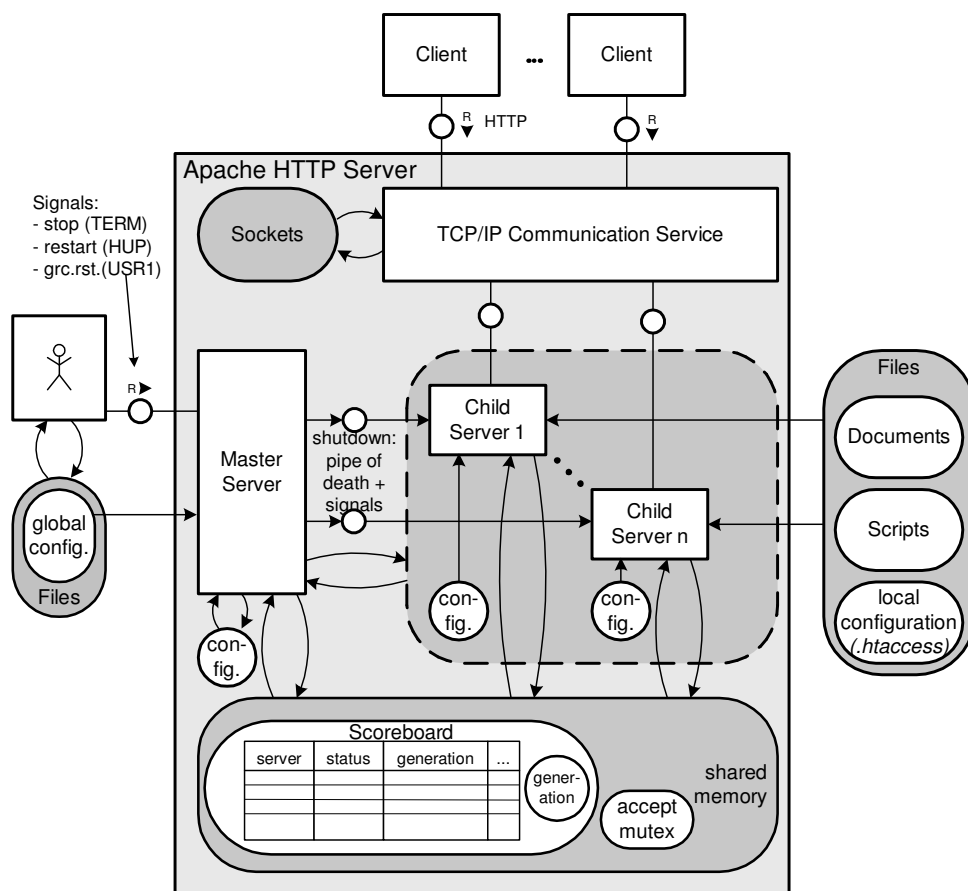 Client
...
Client
R
HTTP
R
Apache HTTP Server
Signals:
- stop (TERM)
- restart (HUP)
- grc.rst.(USR1)
Sockets
TCP/IP Communication Service
R
Master
Server
shutdown:
pipe of
death +
signals
Child
Server 1
Child
Server n
Files
Documents
Scripts
local
configuration
(.htaccess)
global
config.
Files
con-
fig.
con-
fig.
con-
fig.
Scoreboard
server status generation ...
gener-
ation
accept
mutex
shared
memory